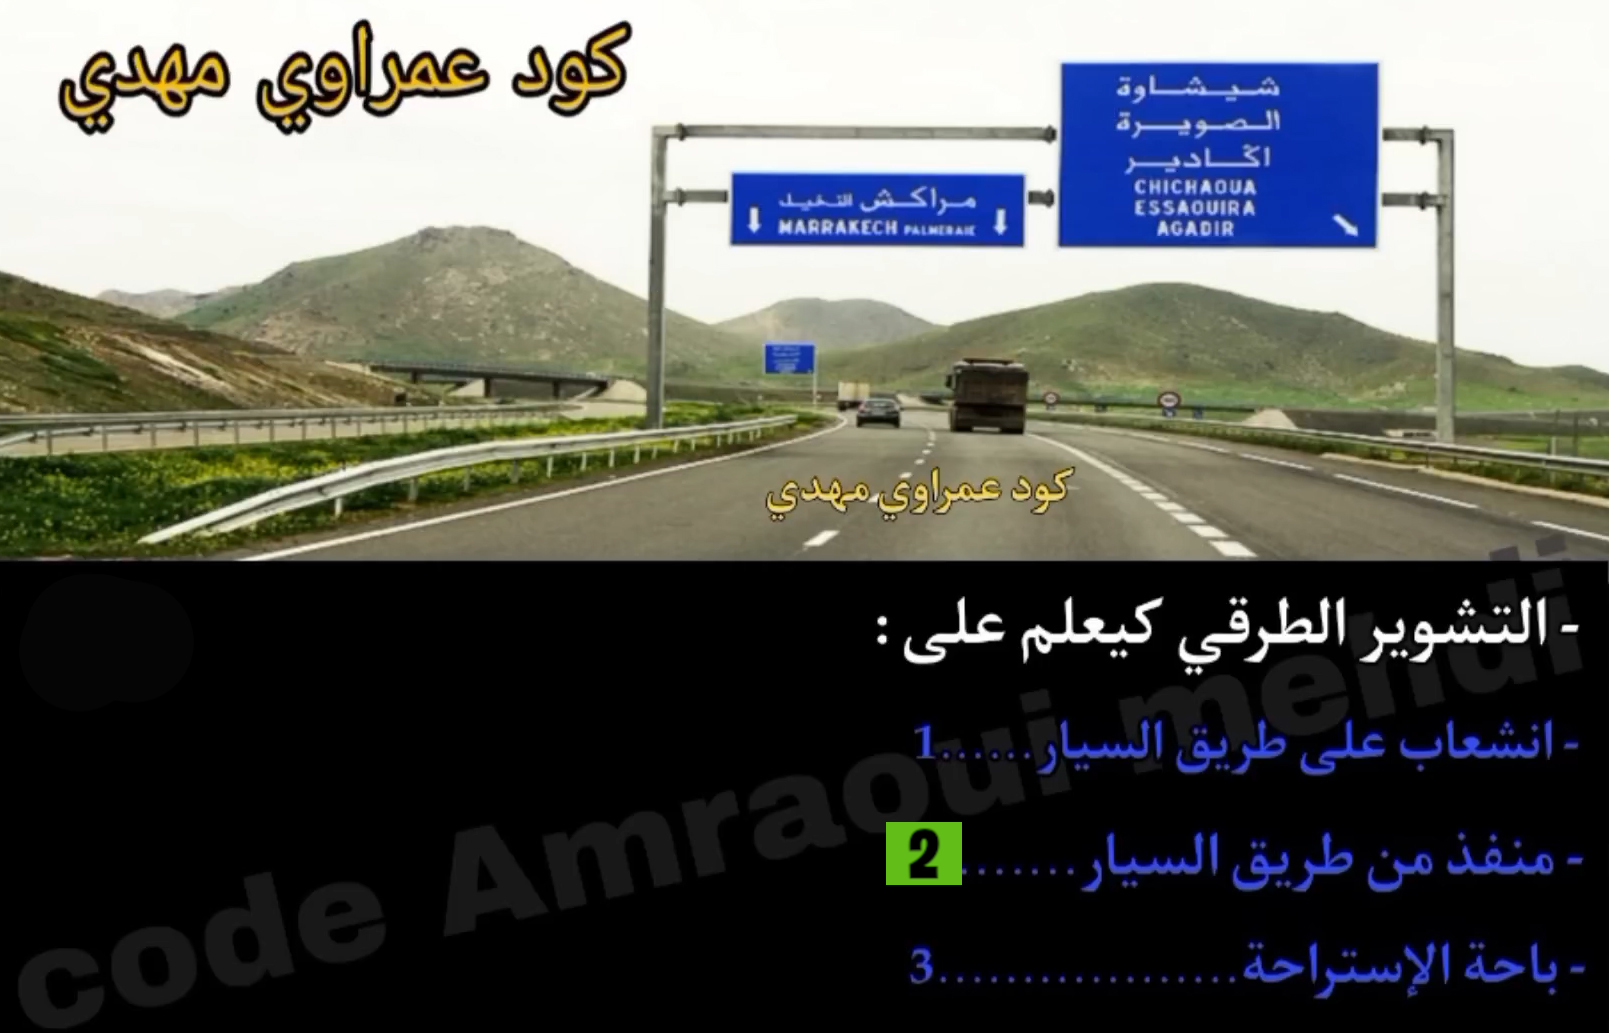 كود عمراوي مهدي
شيشاوة
الصويرة
اگادير
CHICHAOUA
ESSAOUIRA
AGADIR
مراكش النخيل
MARRAKECH PALMERAIE
كود عمراوي مهدي
- التشوير الطرقي كيعلم على :
- انشعاب على طريق السيار......1
- منفذ من طريق السيار.......2
- باحة الإستراحة..................3
code Amraoui mehdi